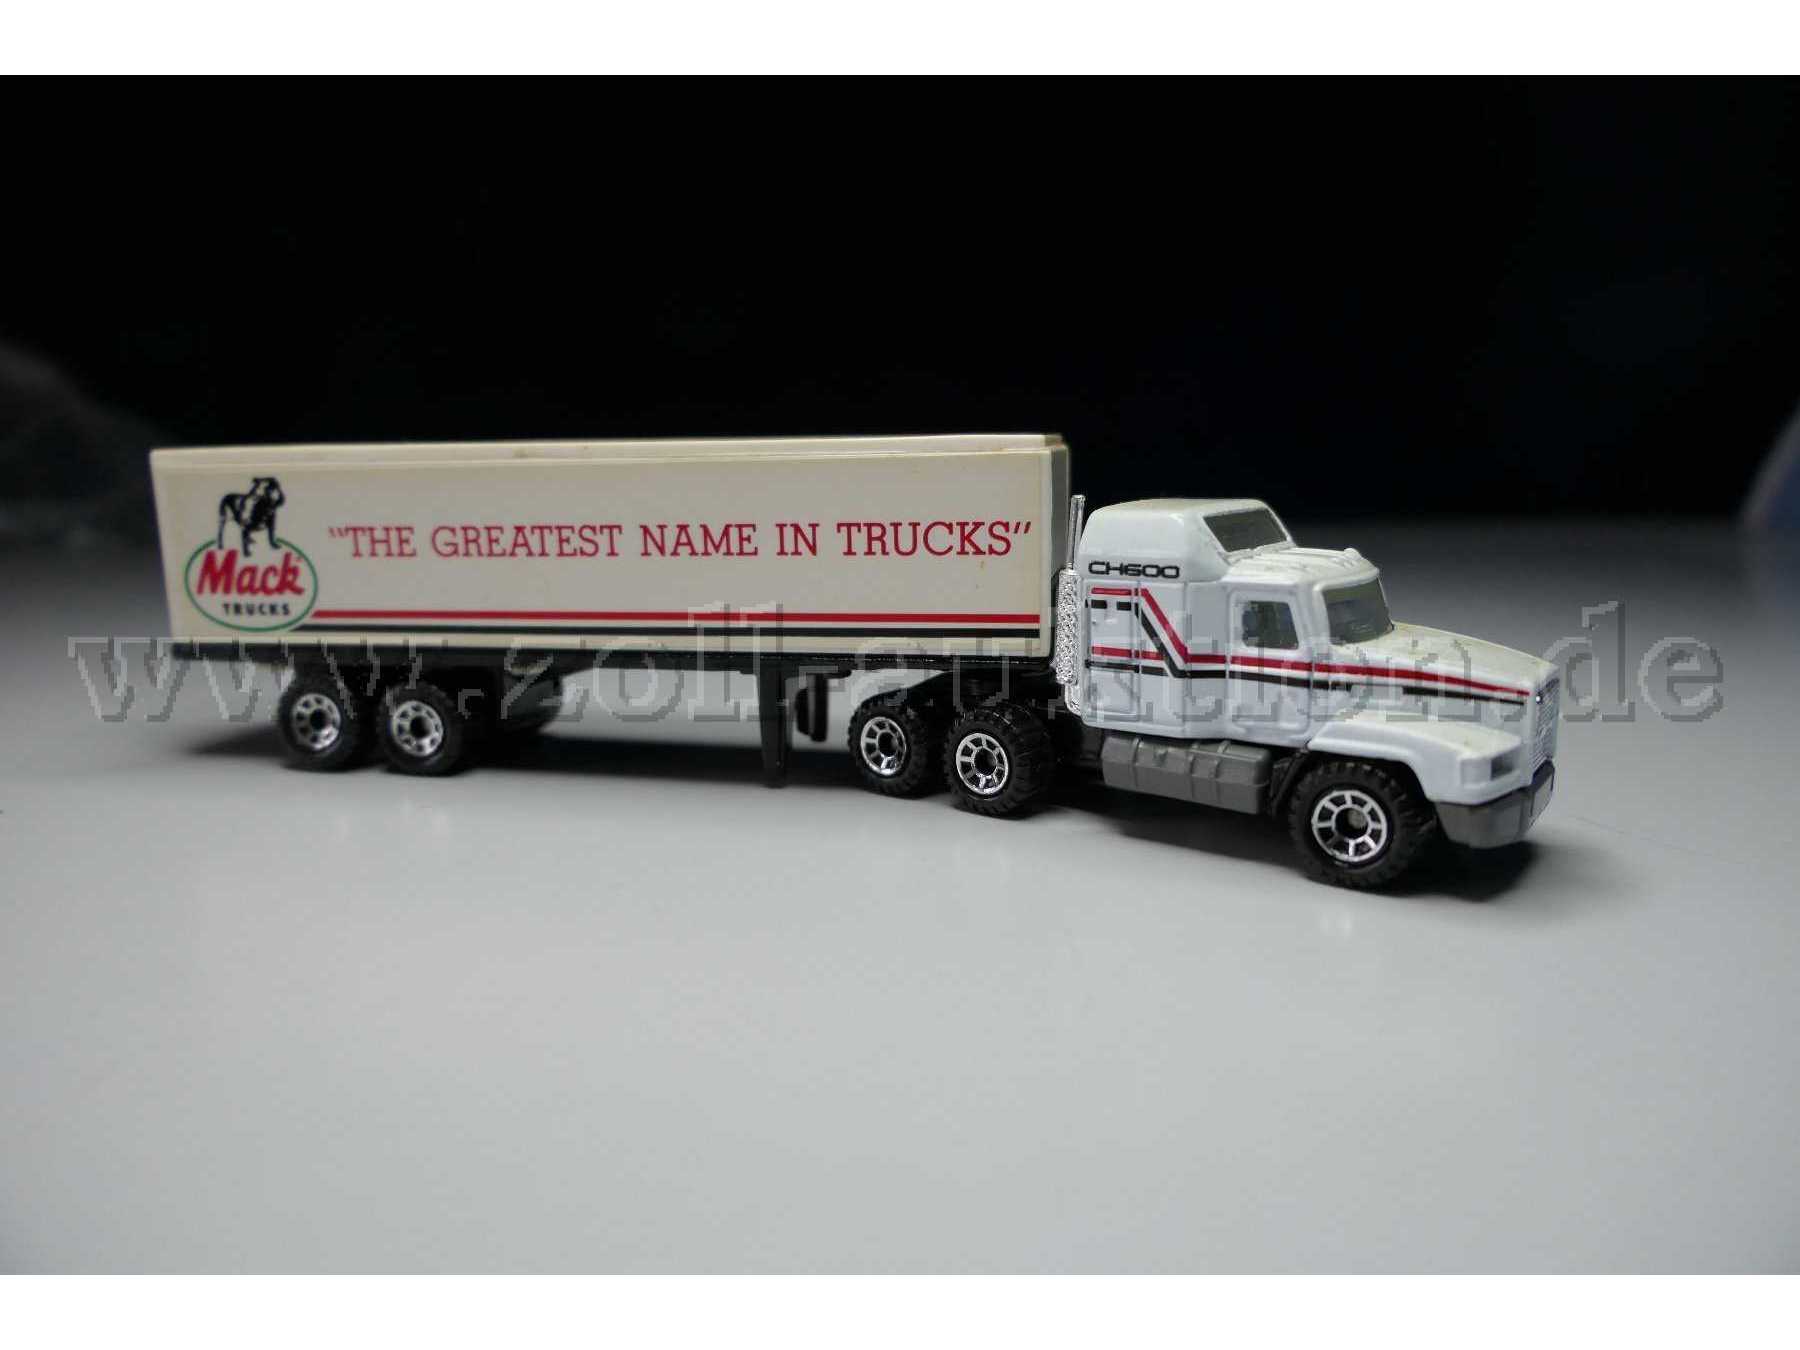 "THE GREATEST NAME IN TRUCKS"
Mack
TRUCKS
CH600
www.zoll-auktion.de